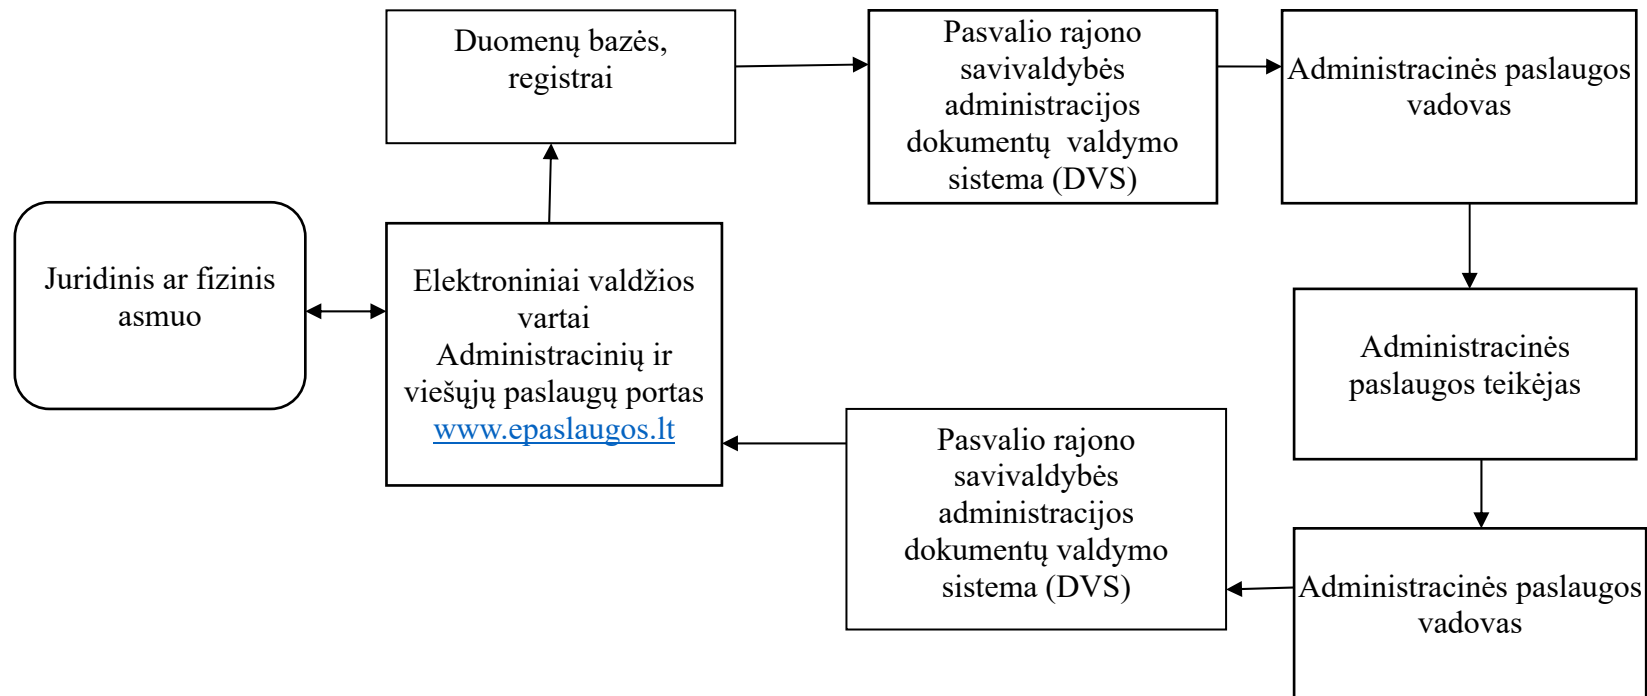 Duomenų bazės,
registrai
Pasvalio rajono
savivaldybės
administracijos
dokumentų valdymo
sistema (DVS)
Administracinės paslaugos
vadovas
Juridinis ar fizinis
asmuo
Elektroniniai valdžios
vartai
Administracinių ir
viešųjų paslaugų portas
www.epaslaugos.lt
Administracinės
paslaugos teikėjas
Pasvalio rajono
savivaldybės
administracijos
dokumentų valdymo
sistema (DVS)
Administracinės paslaugos
vadovas